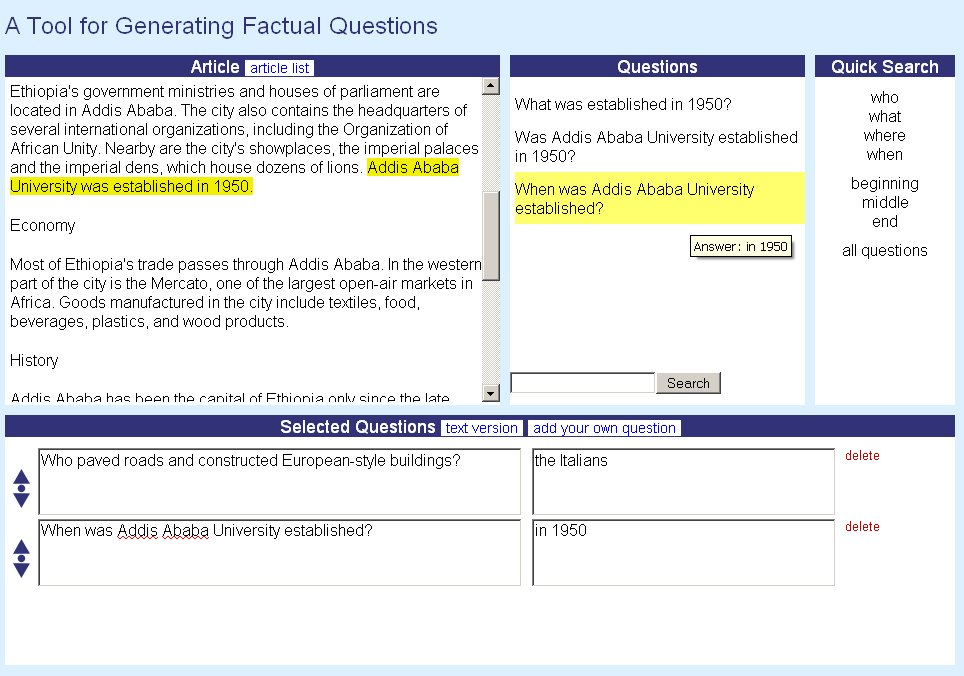 A Tool for Generating Factual Questions
Article article list
Ethiopia's government ministries and houses of parliament are
located in Addis Ababa. The city also contains the headquarters of
several international organizations, including the Organization of
African Unity. Nearby are the city's showplaces, the imperial palaces
and the imperial dens, which house dozens of lions. Addis Ababa
University was established in 1950.
Economy
Most of Ethiopia's trade passes through Addis Ababa. In the western
part of the city is the Mercato, one of the largest open-air markets in
Africa. Goods manufactured in the city include textiles, food,
beverages, plastics, and wood products.
History
Addis Ababa has been the capital of Ethiopia only since the late
Questions
What was established in 1950?
Was Addis Ababa University established
in 1950?
When was Addis Ababa University
established?
Answer: in 1950
Search
Quick Search
who
what
where
when
beginning
middle
end
all questions
Selected Questions text version add your own question
Who paved roads and constructed European-style buildings?
the Italians
delete
When was Addis Ababa University established?
in 1950
delete